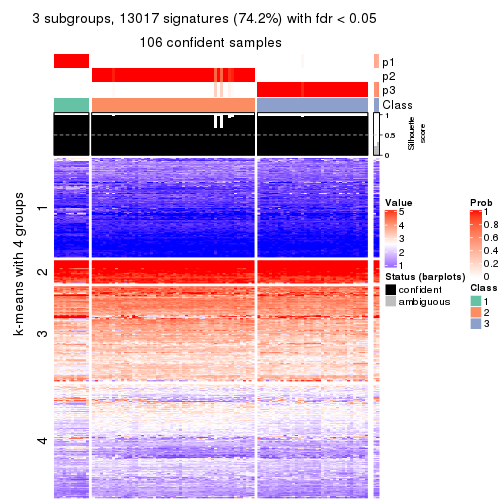 3 subgroups, 13017 signatures (74.2%) with fdr < 0.05
106 confident samples
p1
p2
p3
Class
1
0.5
0
Silhouette
score
k-means with 4 groups
1
2
3
4
Value
5
4
3
2
1
Status (barplots)
confident
ambiguous
Prob
1
0.8
0.6
0.4
0.2
0
Class
1
2
3